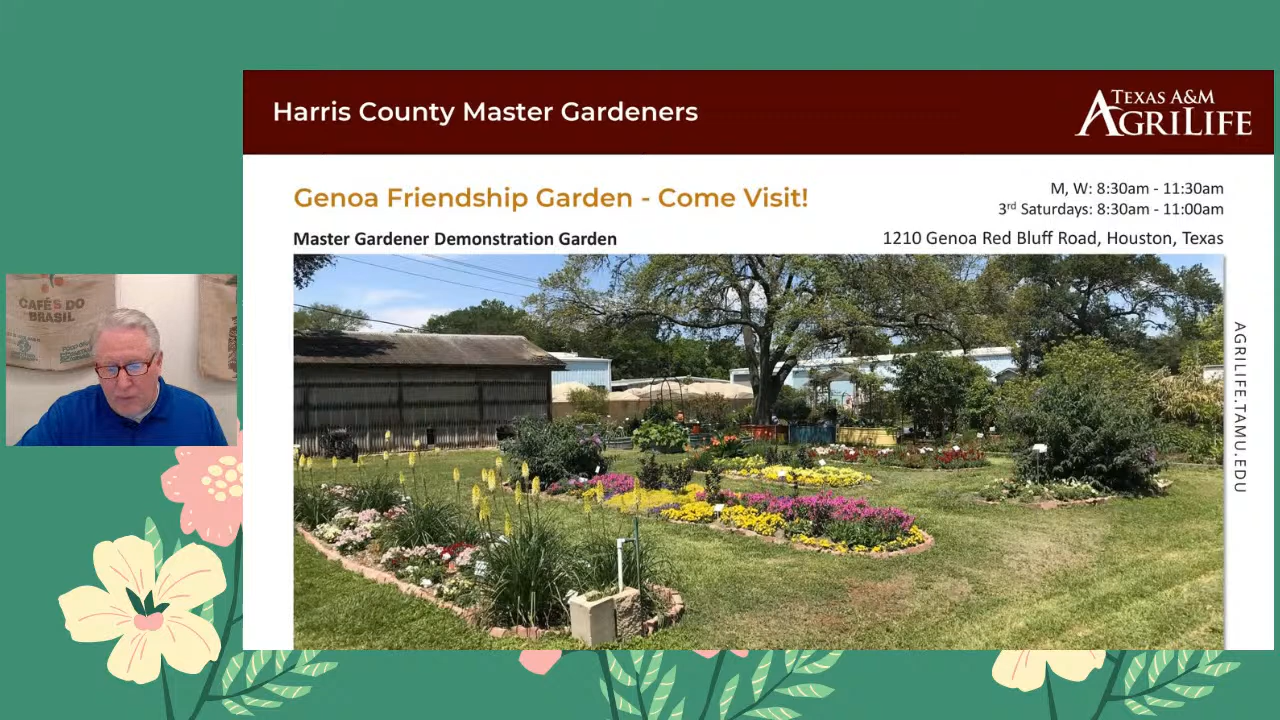 Harris County Master Gardeners
TEXAS A&M
AGRILIFE
Genoa Friendship Garden - Come Visit!
M, W: 8:30am - 11:30am
3rd Saturdays: 8:30am - 11:00am
Master Gardener Demonstration Garden
1210 Genoa Red Bluff Road, Houston, Texas
CAFÉS DO
BRASIL
AGRILIFE.TAMU.EDU